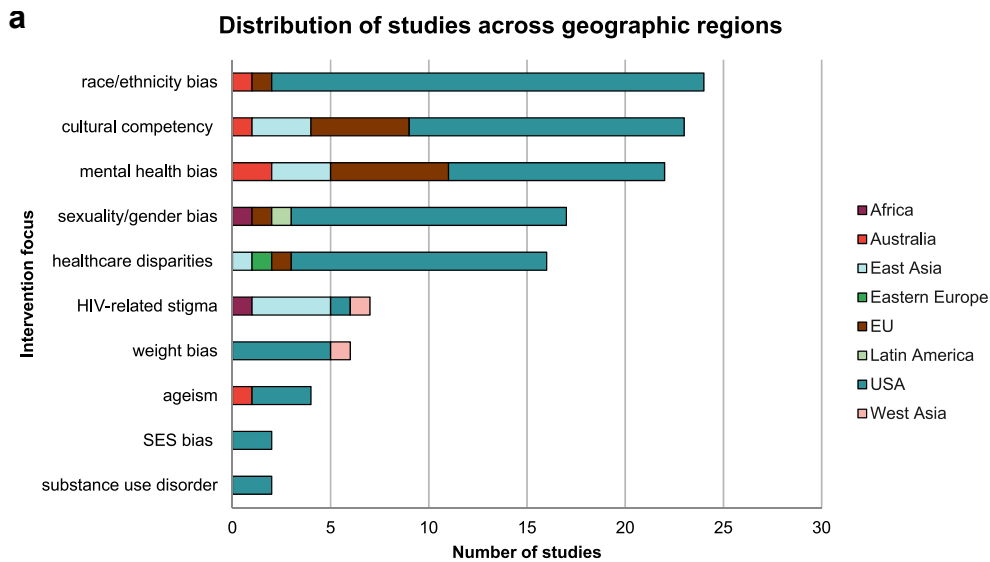 a
Distribution of studies across geographic regions
Intervention focus
race/ethnicity bias
cultural competency
mental health bias
sexuality/gender bias
healthcare disparities
HIV-related stigma
weight bias
ageism
SES bias
substance use disorder
0 5 10 15 20 25 30
Number of studies
Africa
Australia
East Asia
Eastern Europe
EU
Latin America
USA
West Asia